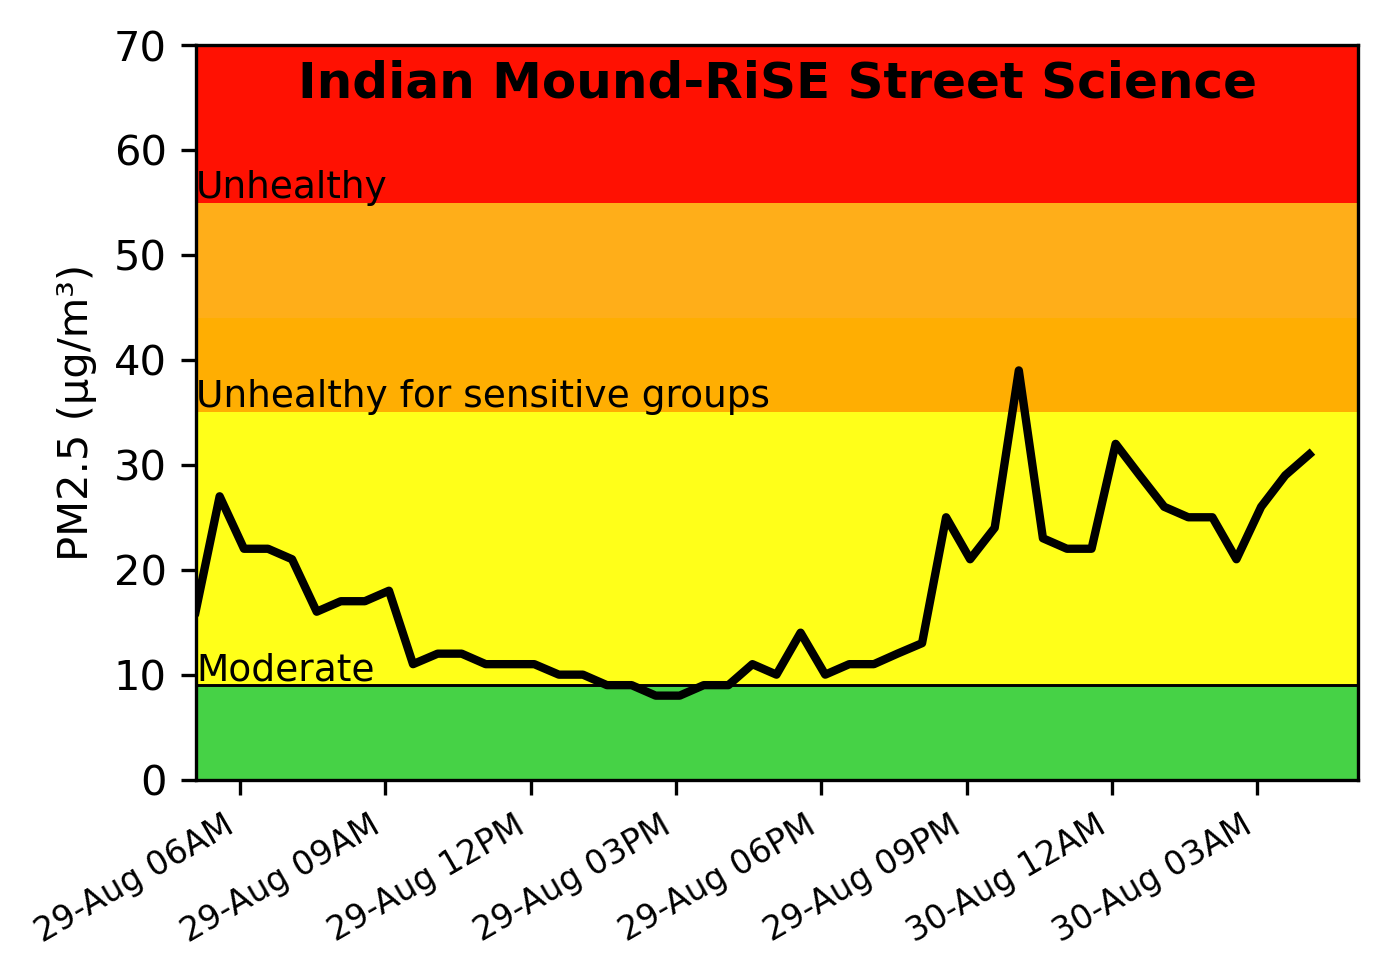 Indian Mound-RiSE Street Science
70
60
Unhealthy
50
40
Unhealthy for sensitive groups
30
20
Moderate
10
0
PM2.5 (µg/m³)
29-Aug 06AM
29-Aug 09AM
29-Aug 12PM
29-Aug 03PM
29-Aug 06PM
29-Aug 09PM
30-Aug 12AM
30-Aug 03AM